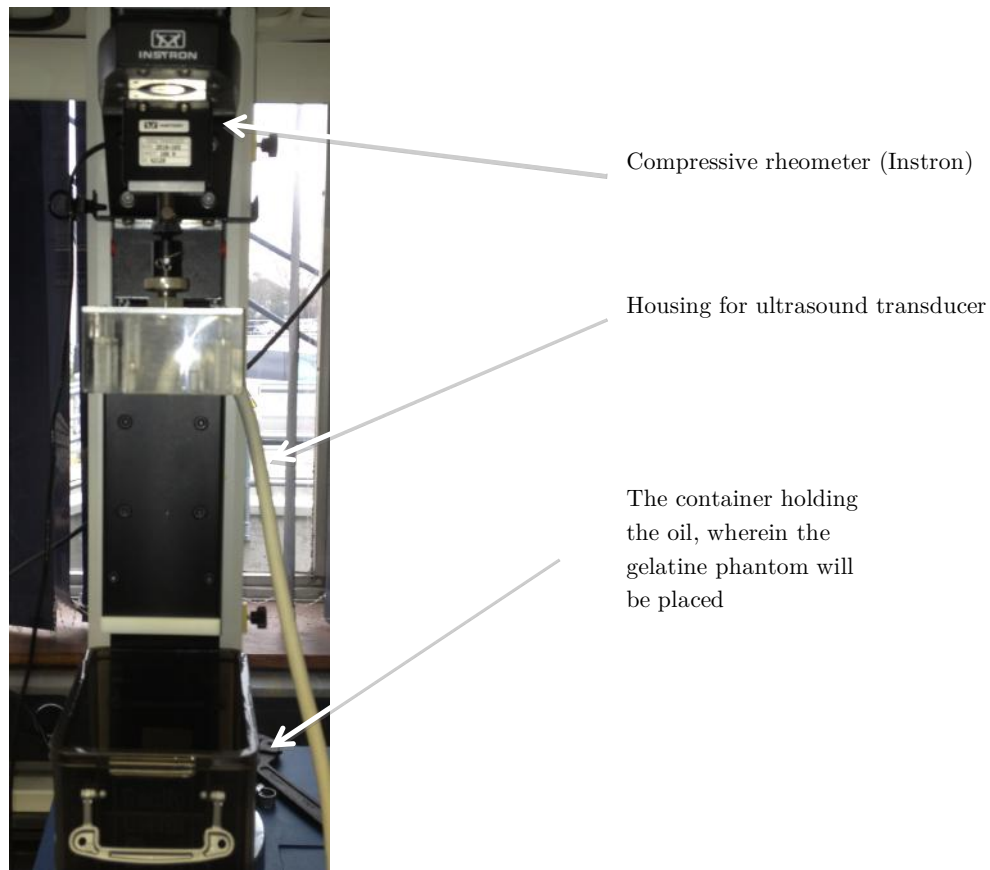 INSTRON
Compressive rheometer (Instron)
Housing for ultrasound transducer
The container holding
the oil, wherein the
gelatine phantom will
be placed